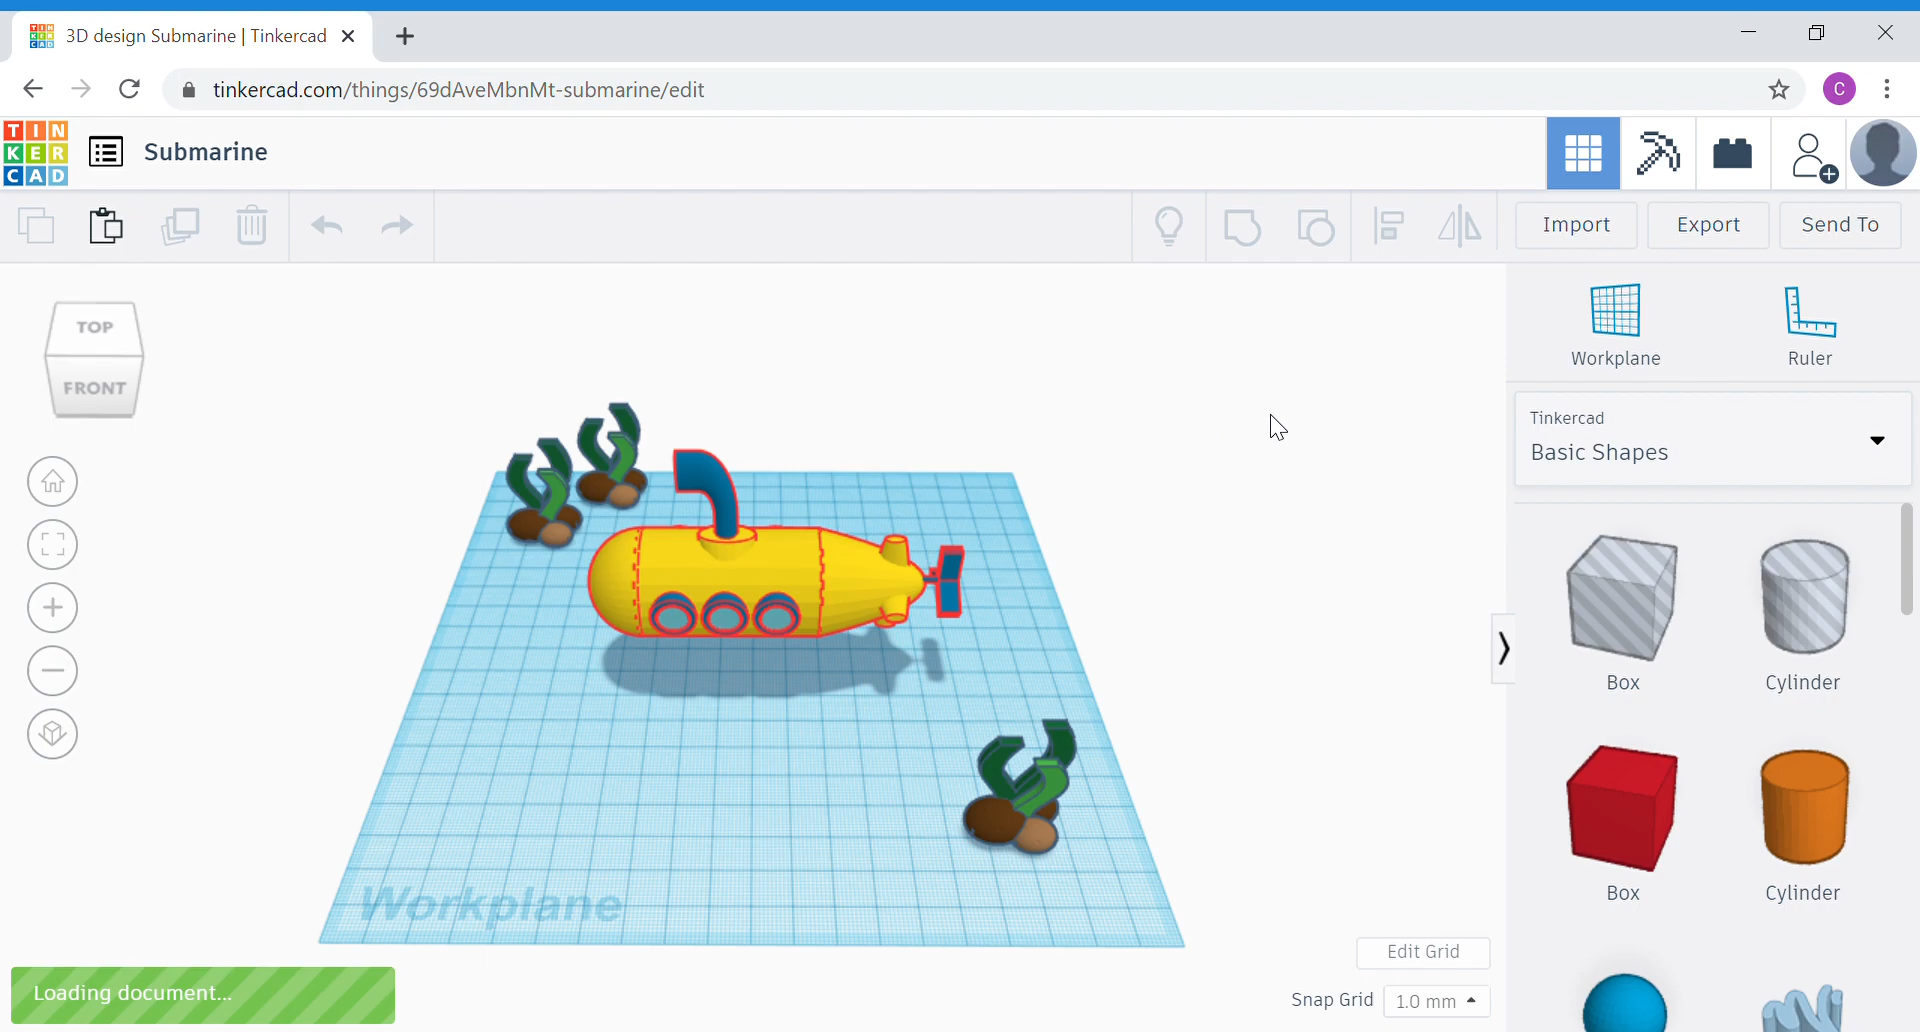 3D design Submarine | Tinkercad
tinkercad.com/things/69dAveMbnMt-submarine/edit
C
TIN
KER
CAD
Submarine
Import
Export
Send To
TOP
FRONT
Workplane
Ruler
Tinkercad
Basic Shapes
Box
Cylinder
Box
Cylinder
Workplane
Edit Grid
Snap Grid
1.0 mm
Loading document...